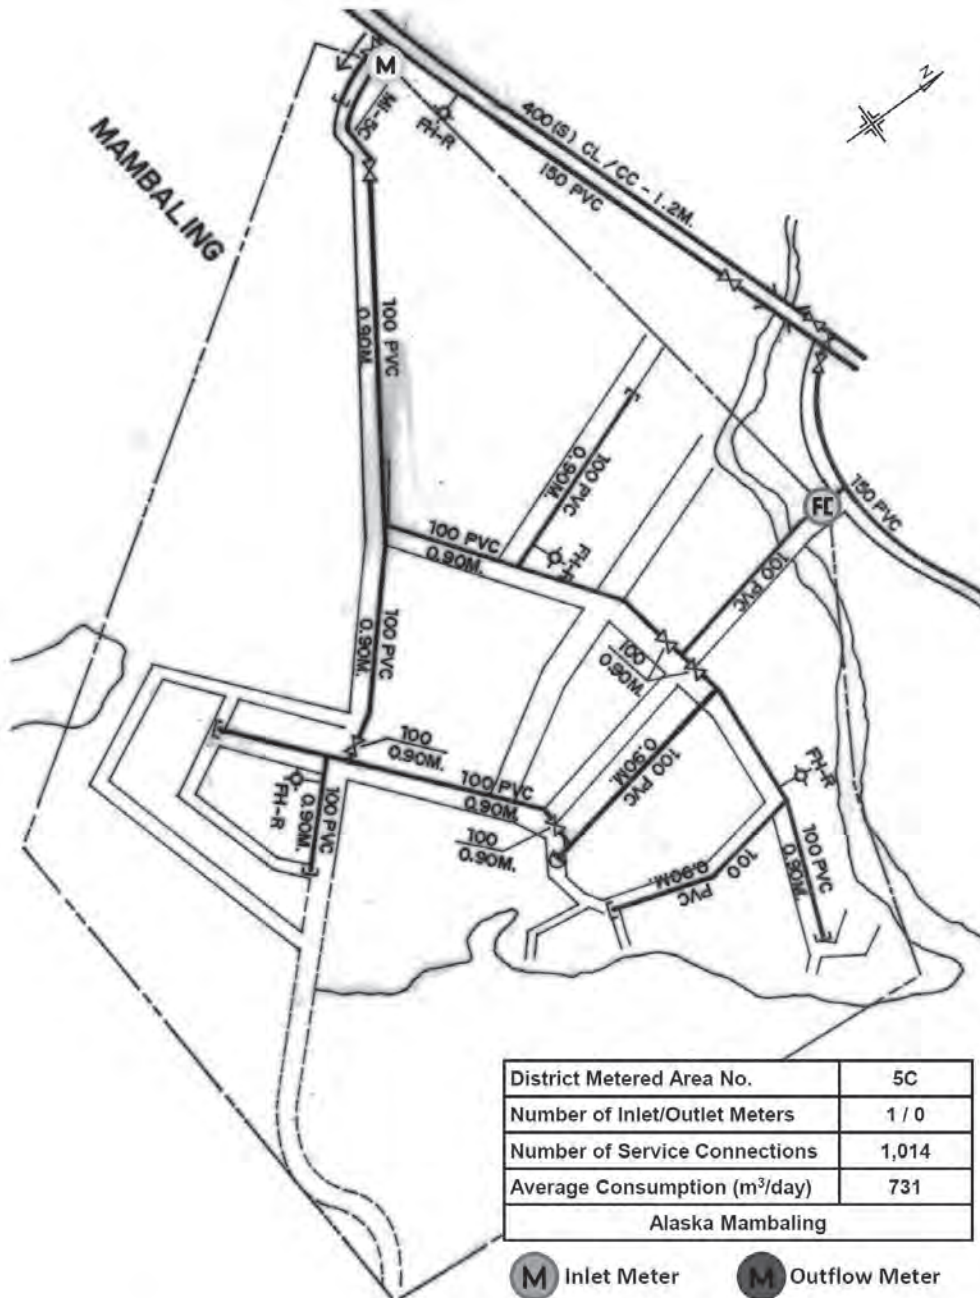 M
MI-5C
FH-R
N
400(S) CL/CC - 1.2M.
150 PVC
MAMBALING
100 PVC
0.90M.
100 PVC
0.90M.
100 PVC
0.90M.
FH-R
FC
150 PVC
100 PVC
100 PVC
0.90M.
100
0.90M.
100
0.90M.
100 PVC
0.90M.
100 PVC
0.90M.
FH-R
FH-R
100 PVC
0.90M.
100
0.90M.
100
PVC
0.90M.
100 PVC
0.90M.
District Metered Area No. 5C
Number of Inlet/Outlet Meters 1 / 0
Number of Service Connections 1,014
Average Consumption (m³/day) 731
Alaska Mambaling
M Inlet Meter M Outflow Meter